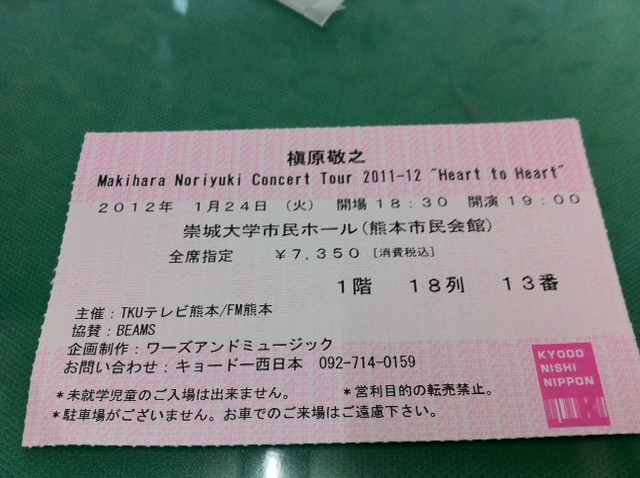 槇原敬之
Makihara Noriyuki Concert Tour 2011-12 "Heart to Heart"
２０１２年　１月２４日　（火）　開場　１８：３０　開演　１９：００
崇城大学市民ホール(熊本市民会館)
全席指定　￥７,３５０　[消費税込]
１階　１８列　１３番
主催：TKUテレビ熊本/FM熊本
協賛：BEAMS
企画制作：ワーズアンドミュージック
お問い合わせ：キョードー西日本　092-714-0159
＊未就学児童のご入場は出来ません。　＊営利目的の転売禁止。
＊駐車場がございません。お車でのご来場はご遠慮下さい。
KYODO
NISHI
NIPPON